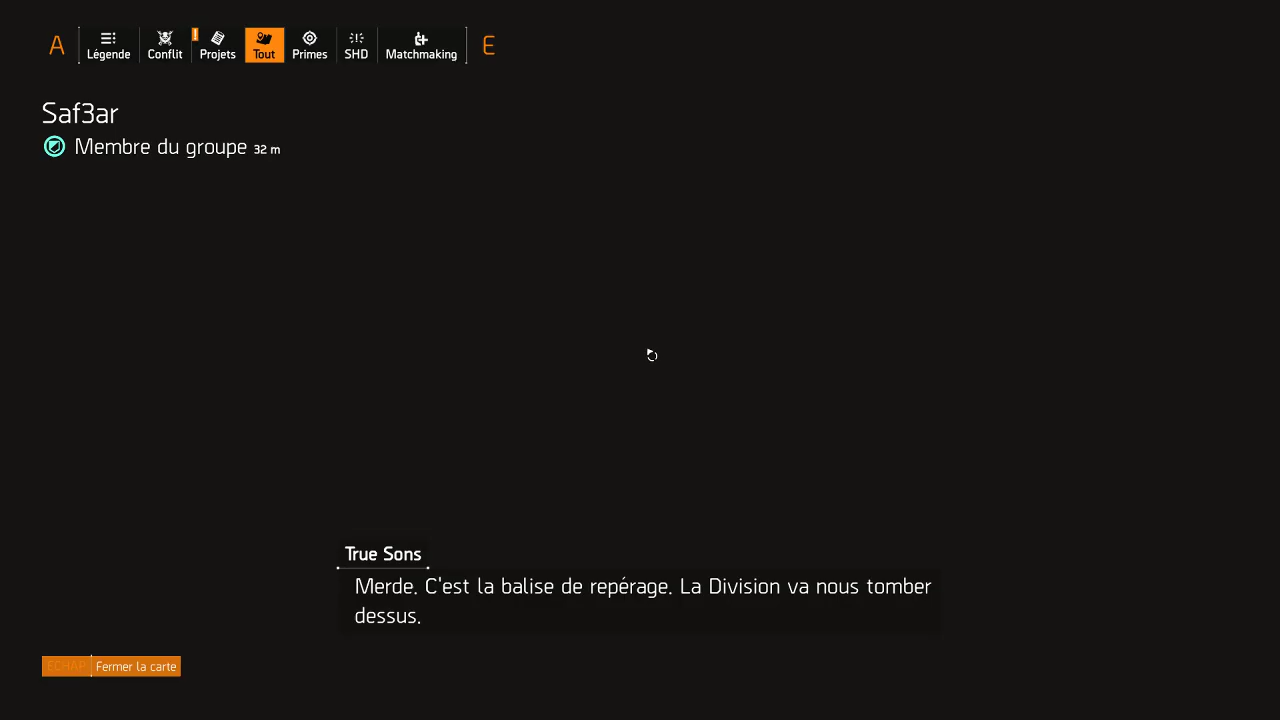 A
Légende
Conflit
!
Projets
Tout
Primes
SHD
Matchmaking
E
Saf3ar
Membre du groupe 32 m
True Sons
Merde. C'est la balise de repérage. La Division va nous tomber
dessus.
ECHAP Fermer la carte